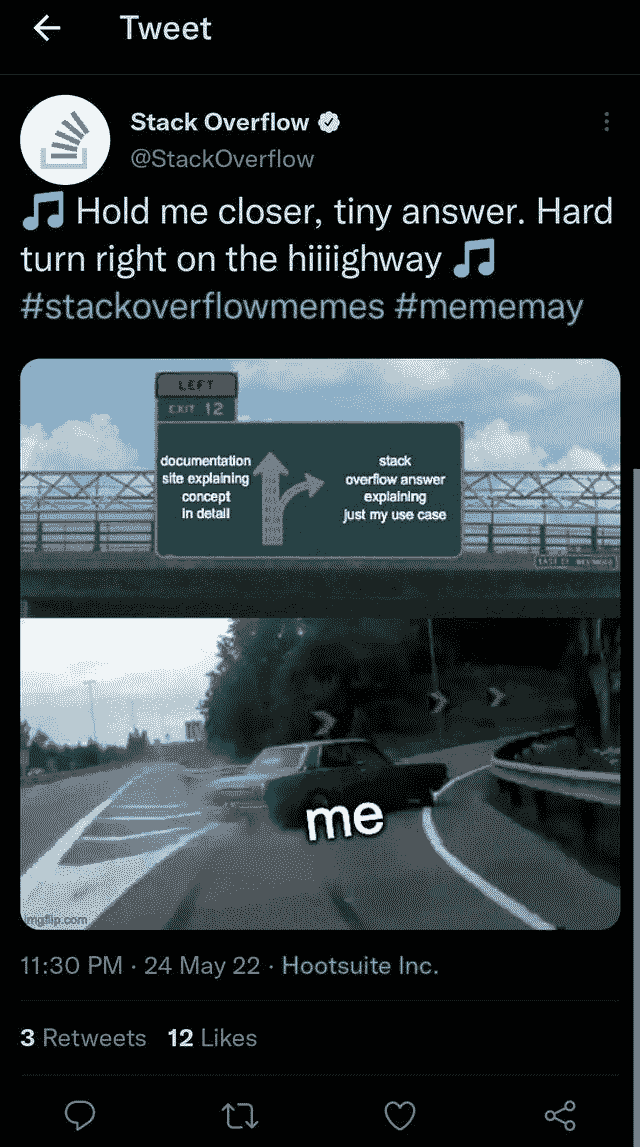 Tweet
Stack Overflow
@StackOverflow
🎵 Hold me closer, tiny answer. Hard
turn right on the hiiiighway 🎵
#stackoverflowmemes #mememay
LEFT
EXIT 12
documentation
site explaining
concept
in detail
stack
overflow answer
explaining
just my use case
me
imgflip.com
11:30 PM · 24 May 22 · Hootsuite Inc.
3 Retweets 12 Likes